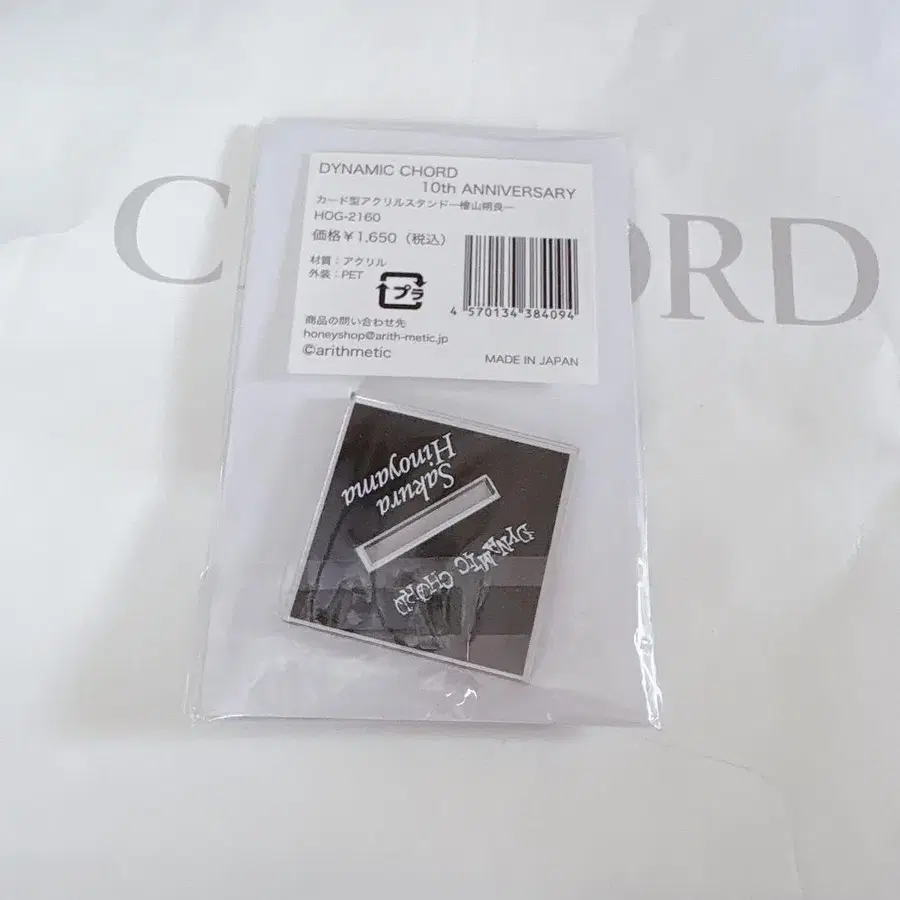 C ORD
DYNAMIC CHORD
10th ANNIVERSARY
カード型アクリルスタンドー檜山朔良ー
HOG-2160
価格￥1,650（税込）
材質：アクリル
外装：PET
プラ
4 570134 384094
商品の問い合わせ先
honeyshop@arith-metic.jp
©arithmetic
MADE IN JAPAN
Sakura
Hinoyama
DYNAMIC CHORD